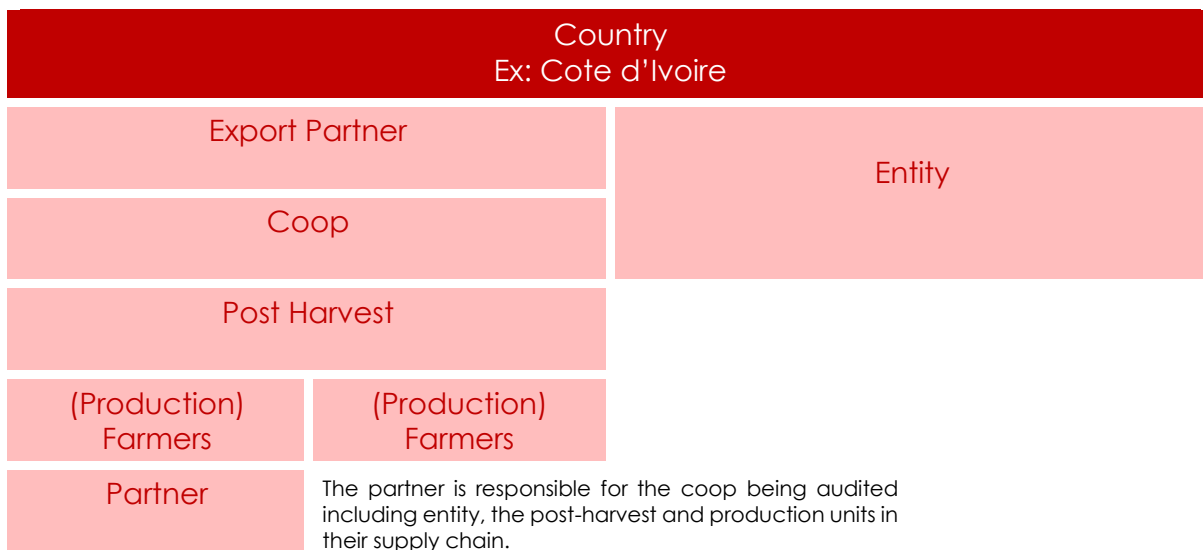 Country
Ex: Cote d’Ivoire
Export Partner
Entity
Coop
Post Harvest
(Production)
Farmers
(Production)
Farmers
Partner
The partner is responsible for the coop being audited
including entity, the post-harvest and production units in
their supply chain.